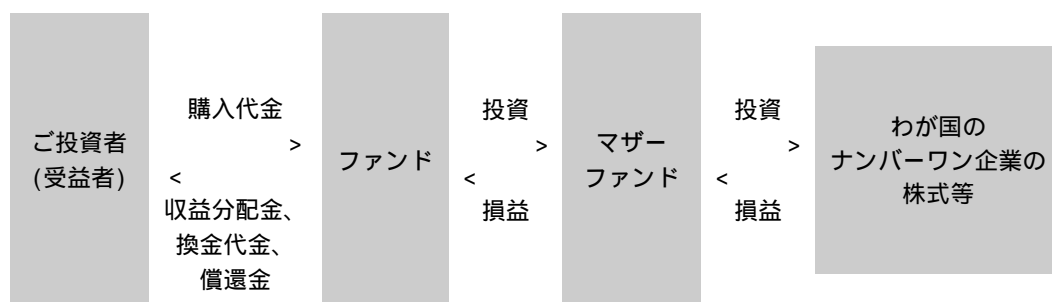 ご投資者
(受益者)
購入代金
>
<
収益分配金、
換金代金、
償還金
ファンド
投資
>
<
損益
マザー
ファンド
投資
>
<
損益
わが国の
ナンバーワン企業の
株式等